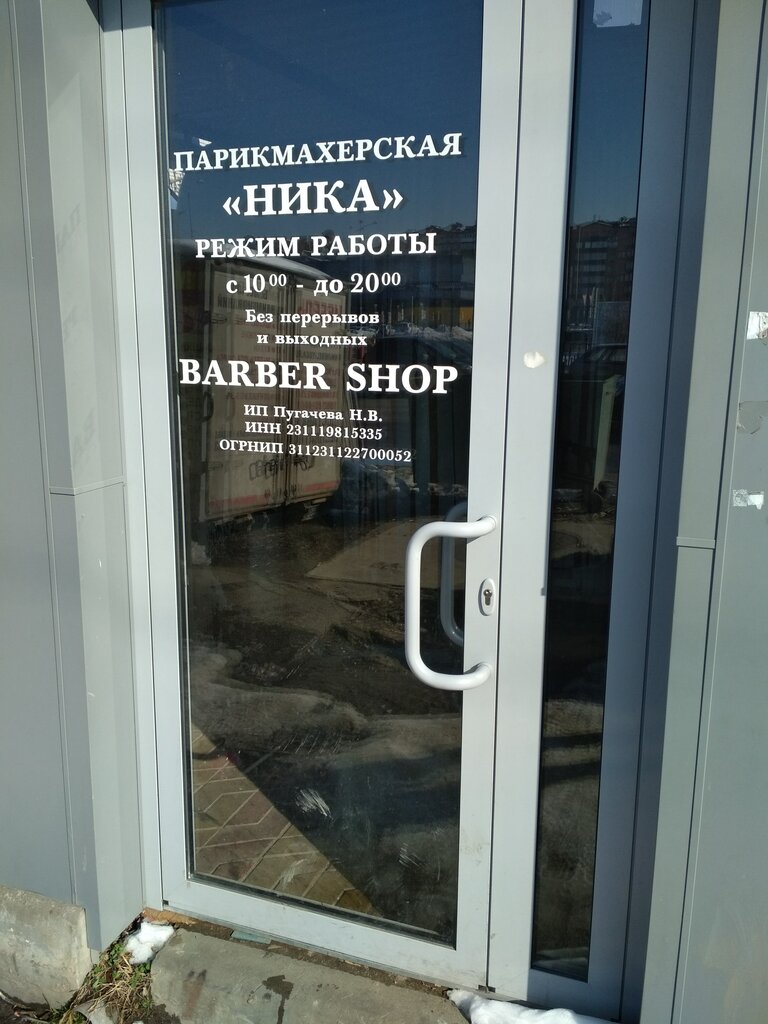 ПАРИКМАХЕРСКАЯ
«НИКА»
РЕЖИМ РАБОТЫ
с 10⁰⁰ - до 20⁰⁰
Без перерывов
и выходных
BARBER SHOP
ИП Пугачева Н.В.
ИНН 231119815335
ОГРНИП 311231122700052